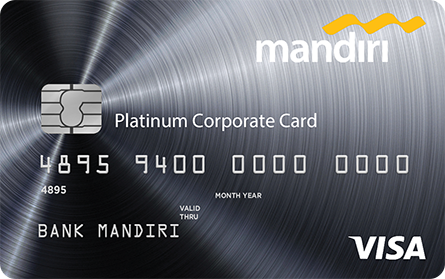 mandiri
Platinum Corporate Card
4895 9400 0000 0000
4895
MONTH YEAR
VALID
THRU
BANK MANDIRI
VISA